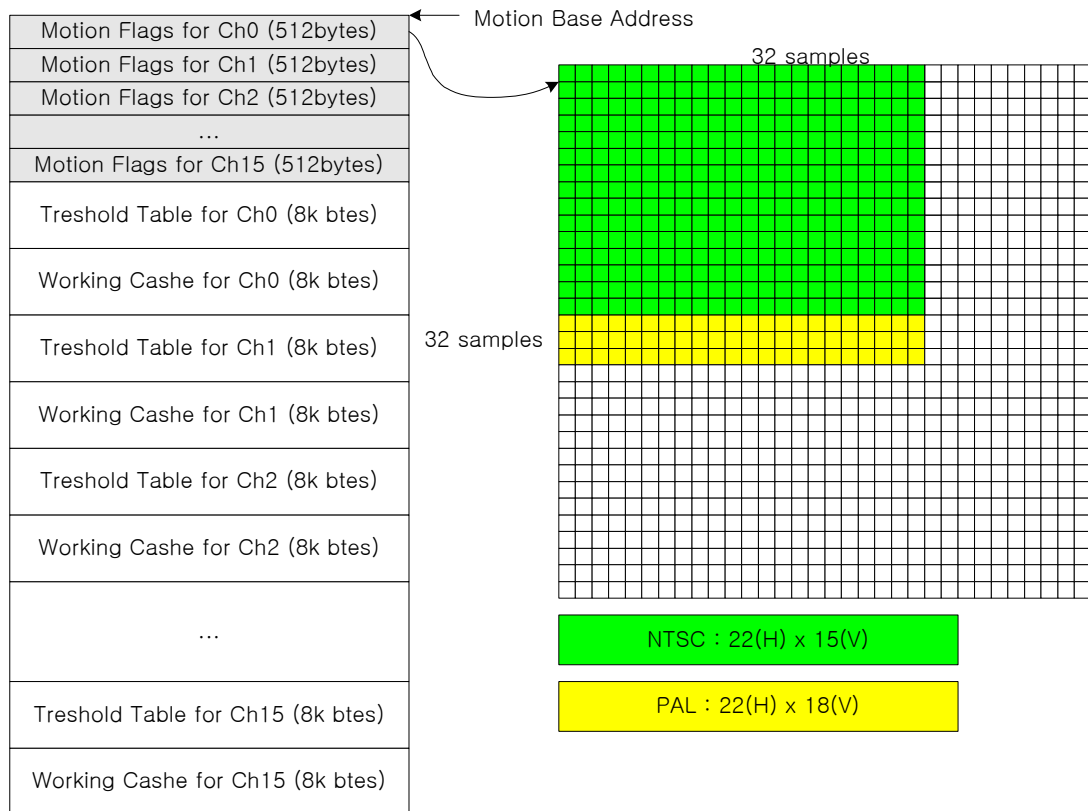 Motion Base Address
Motion Flags for Ch0 (512bytes)
Motion Flags for Ch1 (512bytes)
Motion Flags for Ch2 (512bytes)
...
Motion Flags for Ch15 (512bytes)
Treshold Table for Ch0 (8k btes)
Working Cashe for Ch0 (8k btes)
Treshold Table for Ch1 (8k btes)
Working Cashe for Ch1 (8k btes)
Treshold Table for Ch2 (8k btes)
Working Cashe for Ch2 (8k btes)
...
Treshold Table for Ch15 (8k btes)
Working Cashe for Ch15 (8k btes)
32 samples
32 samples
NTSC : 22(H) x 15(V)
PAL : 22(H) x 18(V)